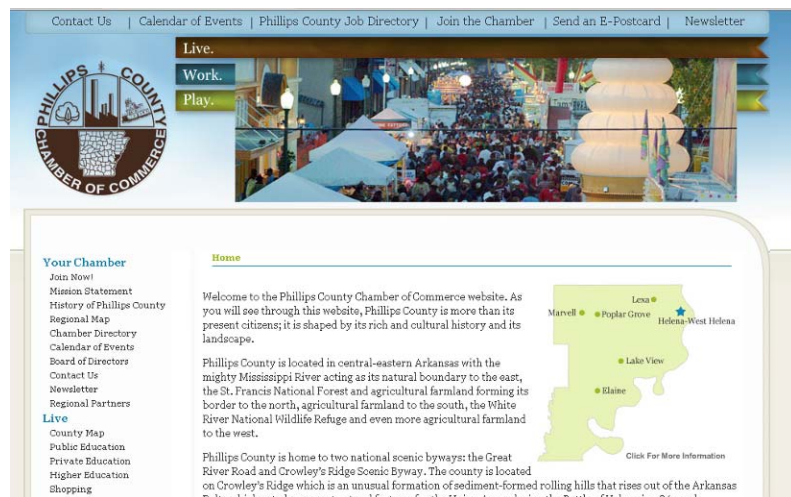 Contact Us | Calendar of Events | Phillips County Job Directory | Join the Chamber | Send an E-Postcard | Newsletter
Live.
Work.
Play.
PHILLIPS COUNTY
CHAMBER OF COMMERCE
Your Chamber
Join Now!
Mission Statement
History of Phillips County
Regional Map
Chamber Directory
Calendar of Events
Board of Directors
Contact Us
Newsletter
Regional Partners
Live
County Map
Public Education
Private Education
Higher Education
Shopping
Home
Welcome to the Phillips County Chamber of Commerce website. As
you will see through this website, Phillips County is more than its
present citizens; it is shaped by its rich and cultural history and its
landscape.
Phillips County is located in central-eastern Arkansas with the
mighty Mississippi River acting as its natural boundary to the east,
the St. Francis National Forest and agricultural farmland forming its
border to the north, agricultural farmland to the south, the White
River National Wildlife Refuge and even more agricultural farmland
to the west.
Phillips County is home to two national scenic byways: the Great
River Road and Crowley's Ridge Scenic Byway. The county is located
on Crowley's Ridge which is an unusual formation of sediment-formed rolling hills that rises out of the Arkansas
Lexa
Marvell
Poplar Grove
Helena-West Helena
Lake View
Elaine
Click For More Information